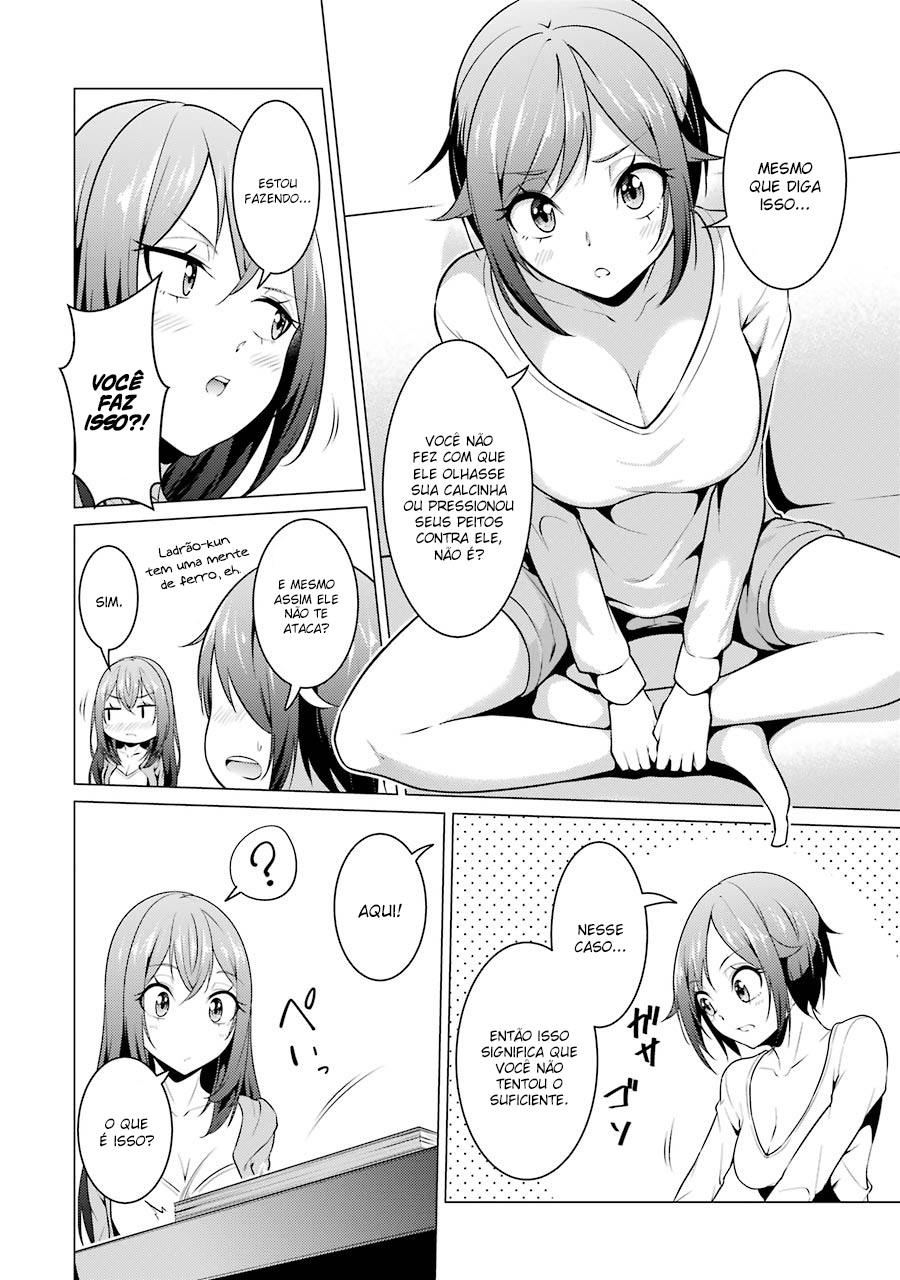 MESMO
QUE DIGA
ISSO...
VOCÊ NÃO
FEZ COM QUE
ELE OLHASSE
SUA CALCINHA
OU PRESSIONOU
SEUS PEITOS
CONTRA ELE,
NÃO É?
ESTOU
FAZENDO...
VOCÊ
FAZ
ISSO?!
E MESMO
ASSIM ELE
NÃO TE
ATACA?
Ladrão-kun
tem uma mente
de ferro, eh.
SIM.
NESSE
CASO...
ENTÃO ISSO
SIGNIFICA QUE
VOCÊ NÃO
TENTOU O
SUFICIENTE.
ガサ
ゴソ
AQUI!
?
ペらっ
O QUE
É ISSO?